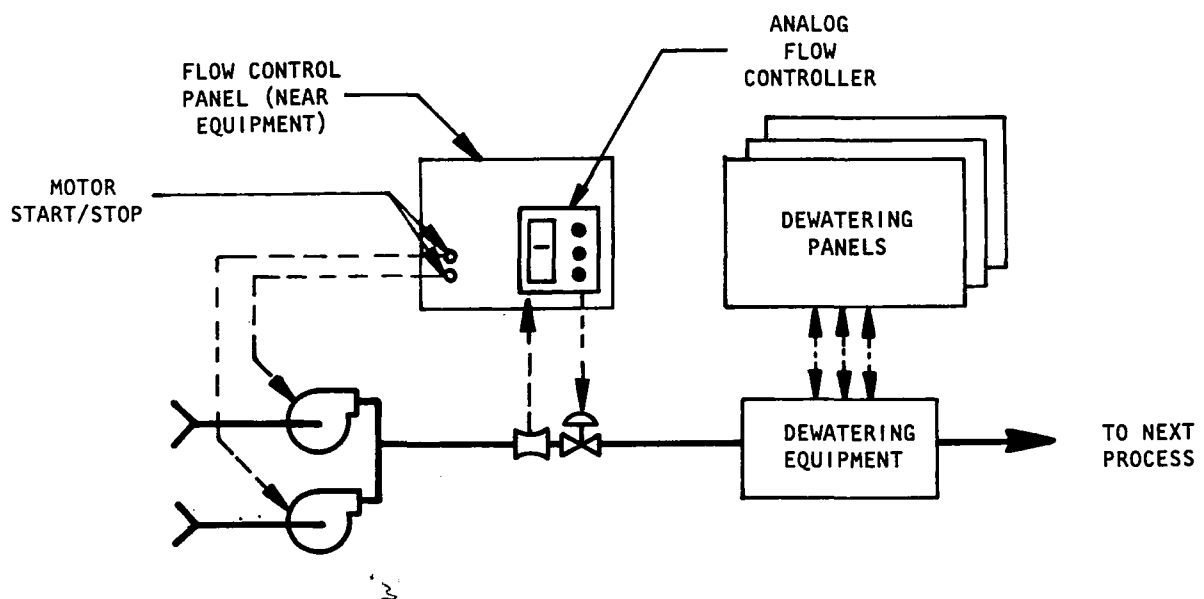 ANALOG
FLOW
CONTROLLER
FLOW CONTROL
PANEL (NEAR
EQUIPMENT)
MOTOR
START/STOP
DEWATERING
PANELS
DEWATERING
EQUIPMENT
TO NEXT
PROCESS